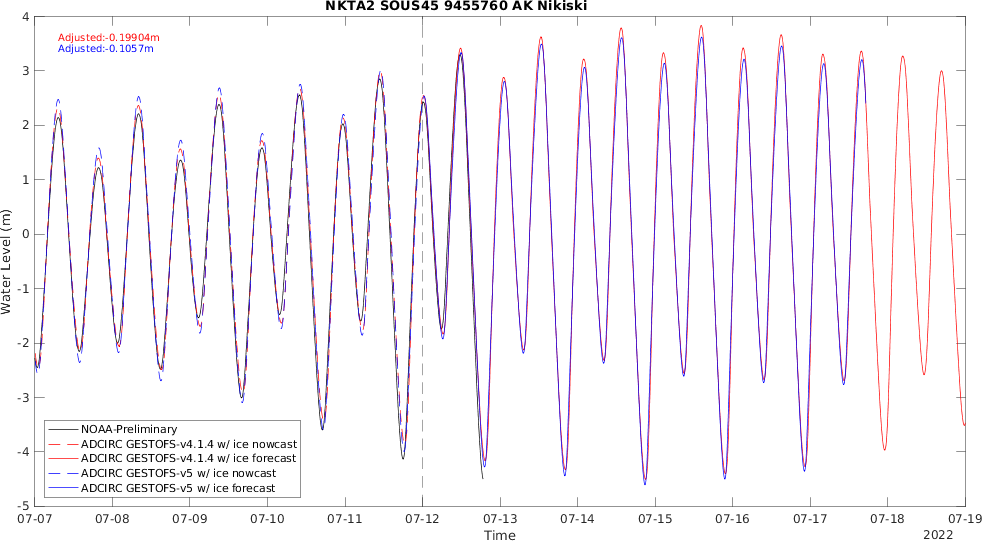 NKTA2 SOUS45 9455760 AK Nikiski
Adjusted:-0.19904m
Adjusted:-0.1057m
4
3
2
1
0
-1
-2
-3
-4
-5
Water Level (m)
NOAA-Preliminary
ADCIRC GESTOFS-v4.1.4 w/ ice nowcast
ADCIRC GESTOFS-v4.1.4 w/ ice forecast
ADCIRC GESTOFS-v5 w/ ice nowcast
ADCIRC GESTOFS-v5 w/ ice forecast
07-07 07-08 07-09 07-10 07-11 07-12 07-13 07-14 07-15 07-16 07-17 07-18 07-19
Time
2022